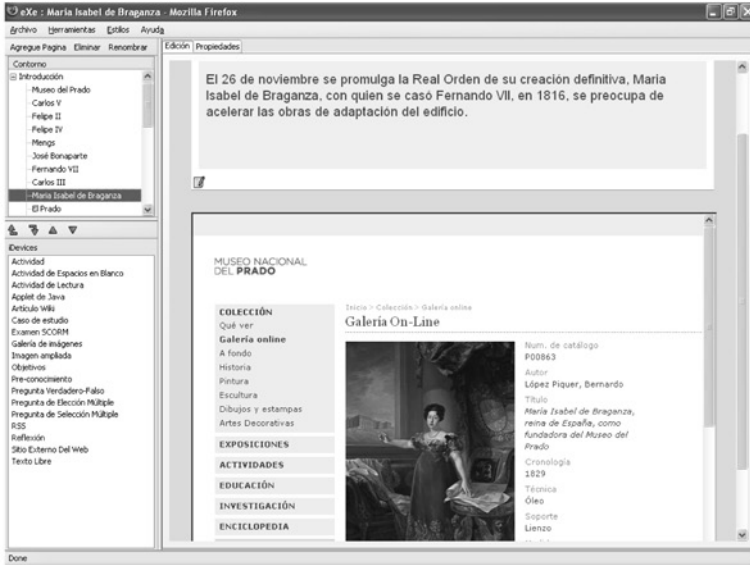 eXe : Maria Isabel de Braganza - Mozilla Firefox
Archivo Herramientas Estilos Ayuda
Agregue Pagina Eliminar Renombrar
Contorno
Introducción
Museo del Prado
Carlos V
Felipe II
Felipe IV
Mengs
José Bonaparte
Fernando VII
Carlos III
Maria Isabel de Braganza
El Prado
iDevices
Actividad
Actividad de Espacios en Blanco
Actividad de Lectura
Applet de Java
Artículo Wiki
Caso de estudio
Examen SCORM
Galería de imágenes
Imagen ampliada
Objetivos
Pre-conocimiento
Pregunta Verdadero-Falso
Pregunta de Elección Múltiple
Pregunta de Selección Múltiple
RSS
Reflexión
Sitio Externo Del Web
Texto Libre
Edición Propiedades
El 26 de noviembre se promulga la Real Orden de su creación definitiva, Maria
Isabel de Braganza, con quien se casó Fernando VII, en 1816, se preocupa de
acelerar las obras de adaptación del edificio.
MUSEO NACIONAL
DEL PRADO
COLECCIÓN
Qué ver
Galería online
A fondo
Historia
Pintura
Escultura
Dibujos y estampas
Artes Decorativas
EXPOSICIONES
ACTIVIDADES
EDUCACIÓN
INVESTIGACIÓN
ENCICLOPEDIA
Inicio > Colección > Galería online
Galería On-Line
Num. de catálogo
P00863
Autor
López Piquer, Bernardo
Título
María Isabel de Braganza,
reina de España, como
fundadora del Museo del
Prado
Cronología
1829
Técnica
Óleo
Soporte
Lienzo
Done